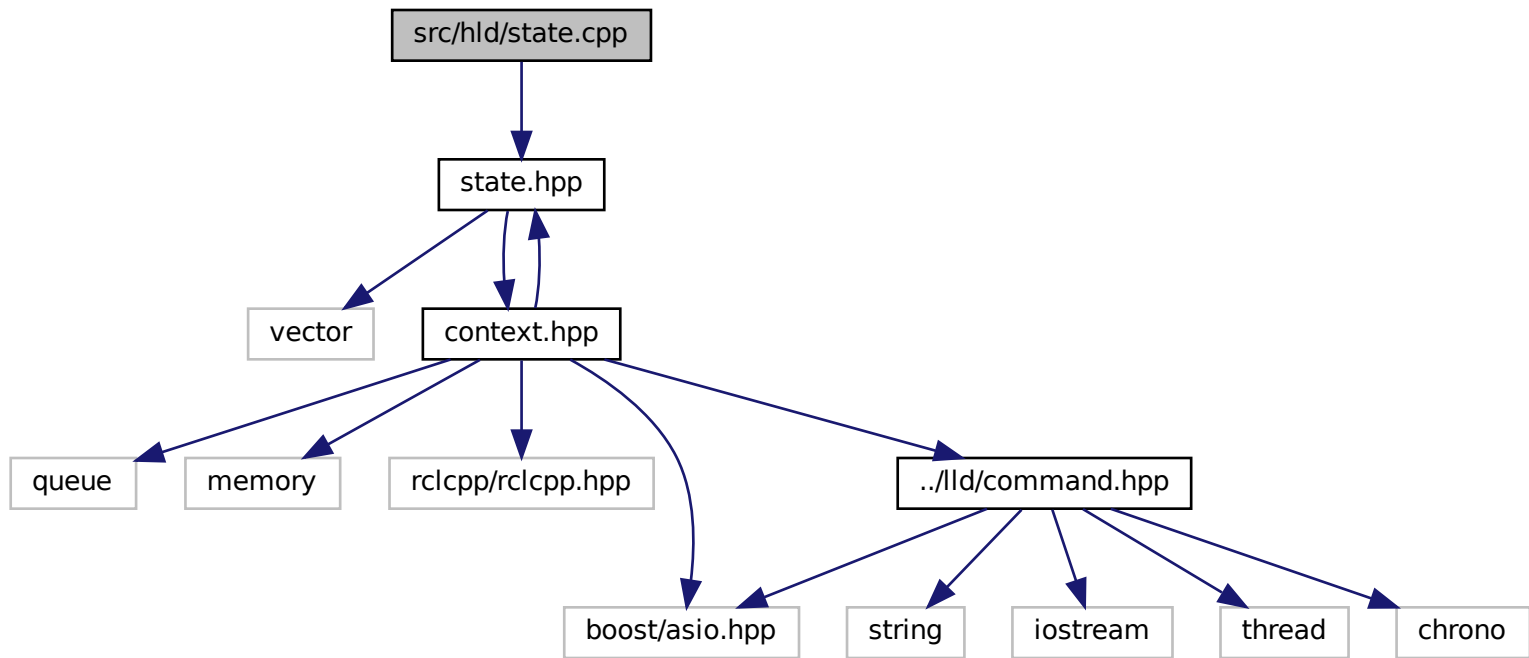 src/hld/state.cpp
state.hpp
vector
context.hpp
queue
memory
rclcpp/rclcpp.hpp
../lld/command.hpp
boost/asio.hpp
string
iostream
thread
chrono